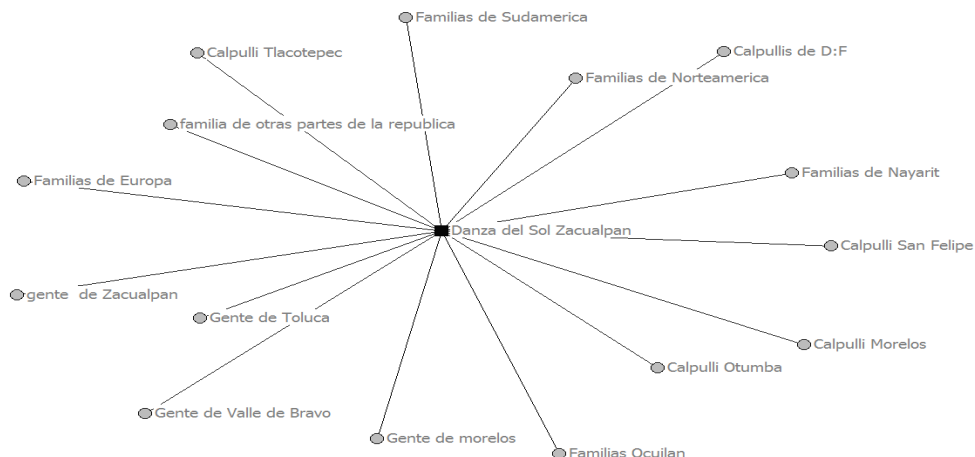 Familias de Sudamerica
Calpulli Tlacotepec
Calpullis de D:F
Familias de Norteamerica
familia de otras partes de la republica
Familias de Nayarit
Familias de Europa
Danza del Sol Zacualpan
Calpulli San Felipe
gente de Zacualpan
Gente de Toluca
Calpulli Morelos
Calpulli Otumba
Gente de Valle de Bravo
Gente de morelos
Familias Ocuilan